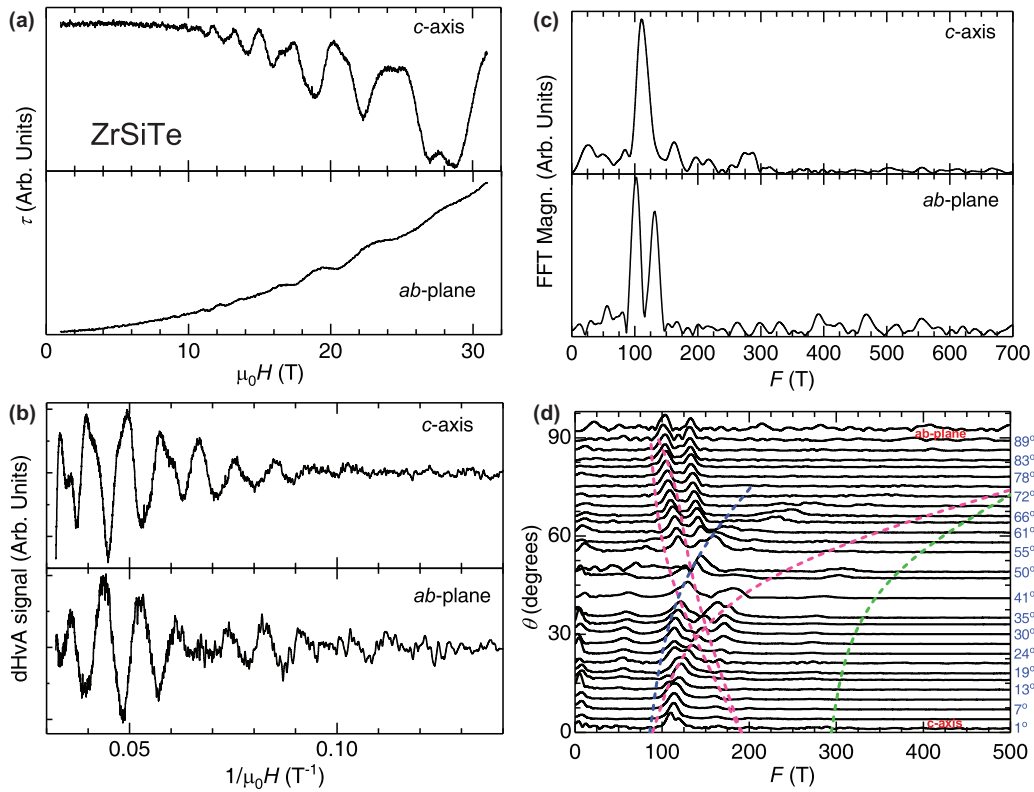 (a)
c-axis
ZrSiTe
τ (Arb. Units)
ab-plane
0 10 20 30
μ₀H (T)
(b)
c-axis
dHvA signal (Arb. Units)
ab-plane
0.05 0.10
1/μ₀H (T⁻¹)
(c)
c-axis
FFT Magn. (Arb. Units)
ab-plane
0 100 200 300 400 500 600 700
F (T)
(d)
90
60
30
0
θ (degrees)
ab-plane
89°
83°
78°
72°
66°
61°
55°
50°
41°
35°
30°
24°
19°
13°
7°
1°
c-axis
0 100 200 300 400 500
F (T)